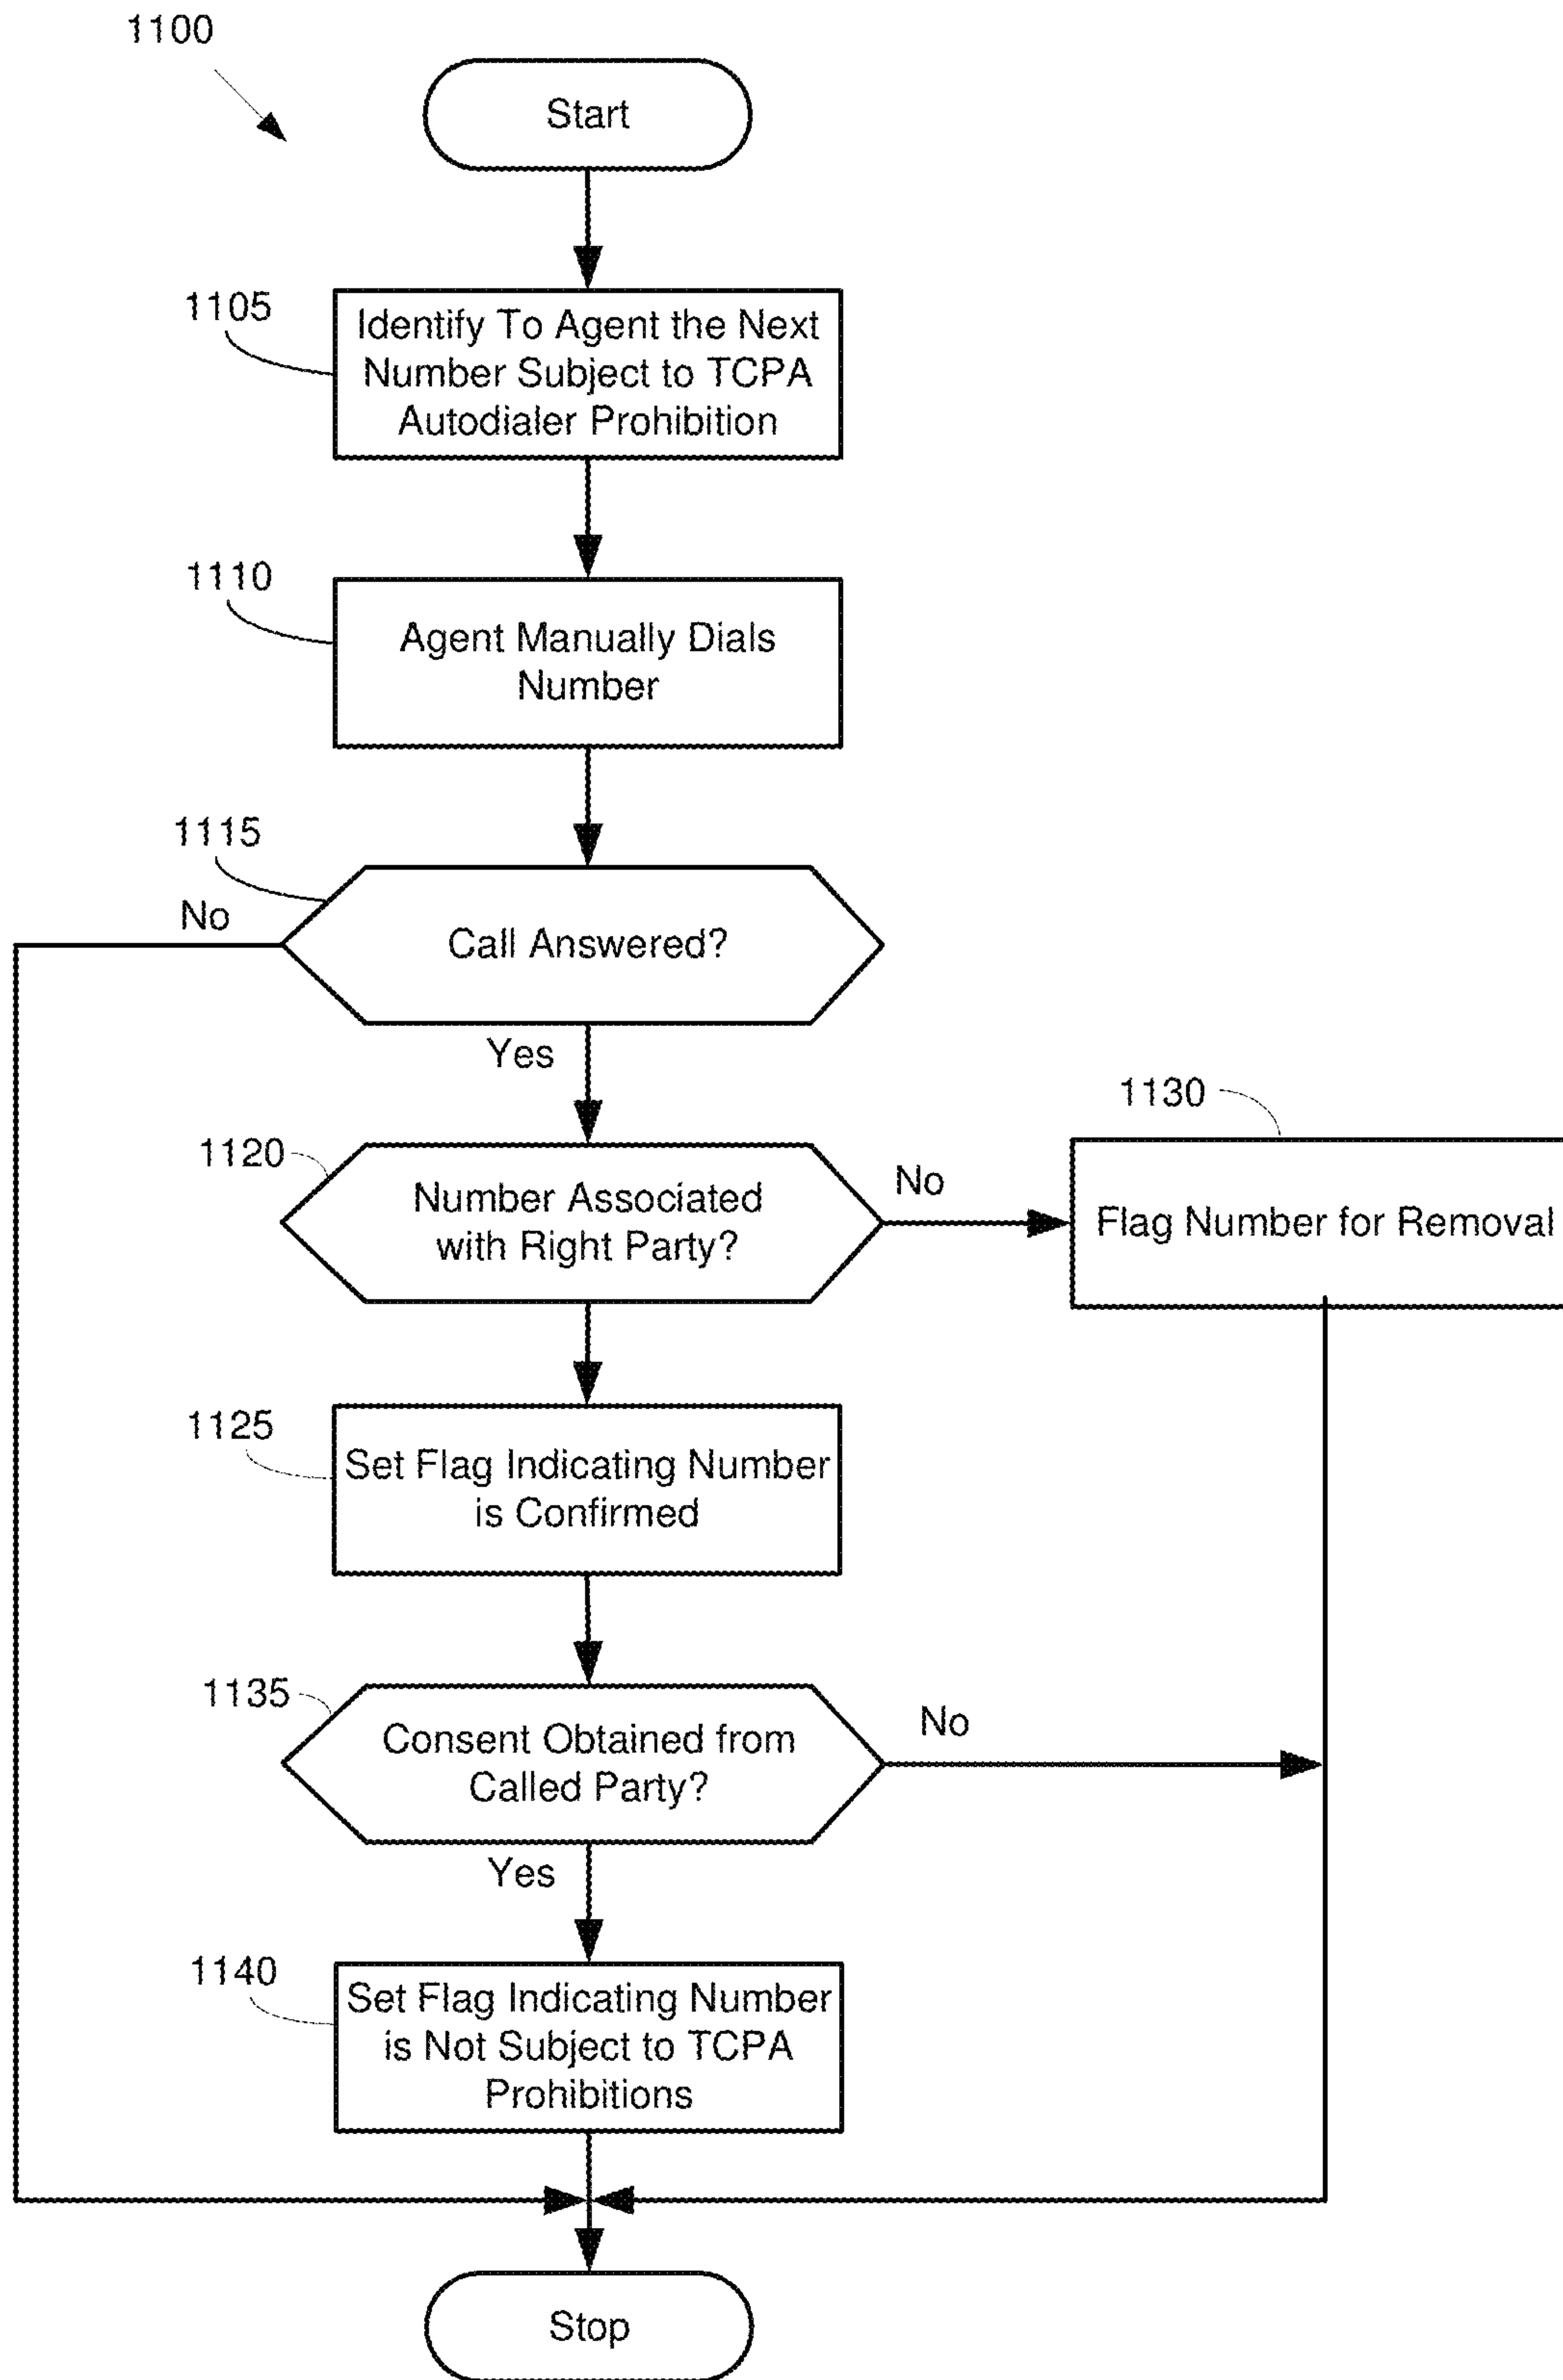 1100
Start
1105
Identify To Agent the Next
Number Subject to TCPA
Autodialer Prohibition
1110
Agent Manually Dials
Number
1115
No
Call Answered?
Yes
1130
1120
Number Associated
with Right Party?
No
Flag Number for Removal
1125
Set Flag Indicating Number
is Confirmed
1135
Consent Obtained from
Called Party?
No
Yes
1140
Set Flag Indicating Number
is Not Subject to TCPA
Prohibitions
Stop